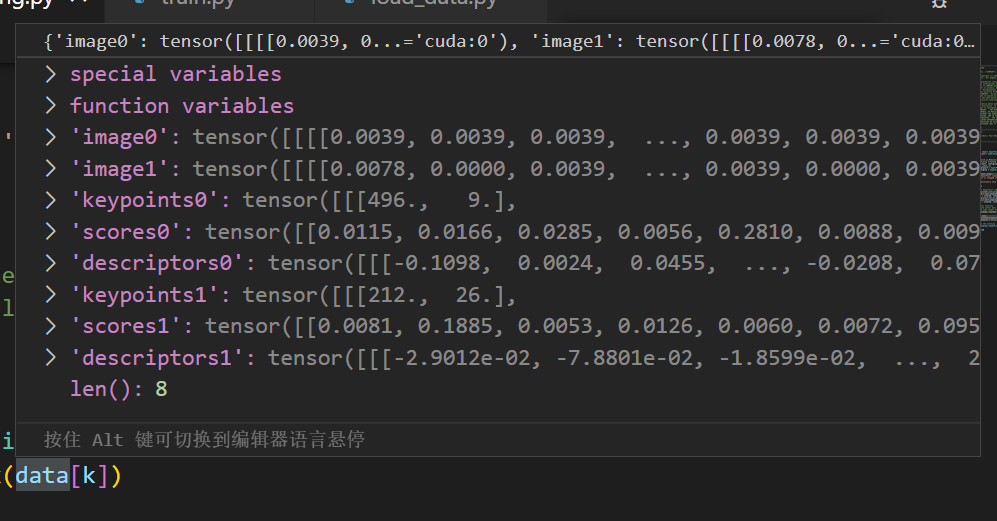 train.py load_data.py
{'image0': tensor([[[[0.0039, 0...='cuda:0'), 'image1': tensor([[[[0.0078, 0...='cuda:0…
> special variables
> function variables
> 'image0': tensor([[[[0.0039, 0.0039, 0.0039, ..., 0.0039, 0.0039, 0.0039
> 'image1': tensor([[[[0.0078, 0.0000, 0.0039, ..., 0.0039, 0.0000, 0.0039
> 'keypoints0': tensor([[[496., 9.],
> 'scores0': tensor([[0.0115, 0.0166, 0.0285, 0.0056, 0.2810, 0.0088, 0.009
> 'descriptors0': tensor([[[-0.1098, 0.0024, 0.0455, ..., -0.0208, 0.07
> 'keypoints1': tensor([[[212., 26.],
> 'scores1': tensor([[0.0081, 0.1885, 0.0053, 0.0126, 0.0060, 0.0072, 0.095
> 'descriptors1': tensor([[[-2.9012e-02, -7.8801e-02, -1.8599e-02, ..., 2
len(): 8
按住 Alt 键可切换到编辑器语言悬停
(data[k])